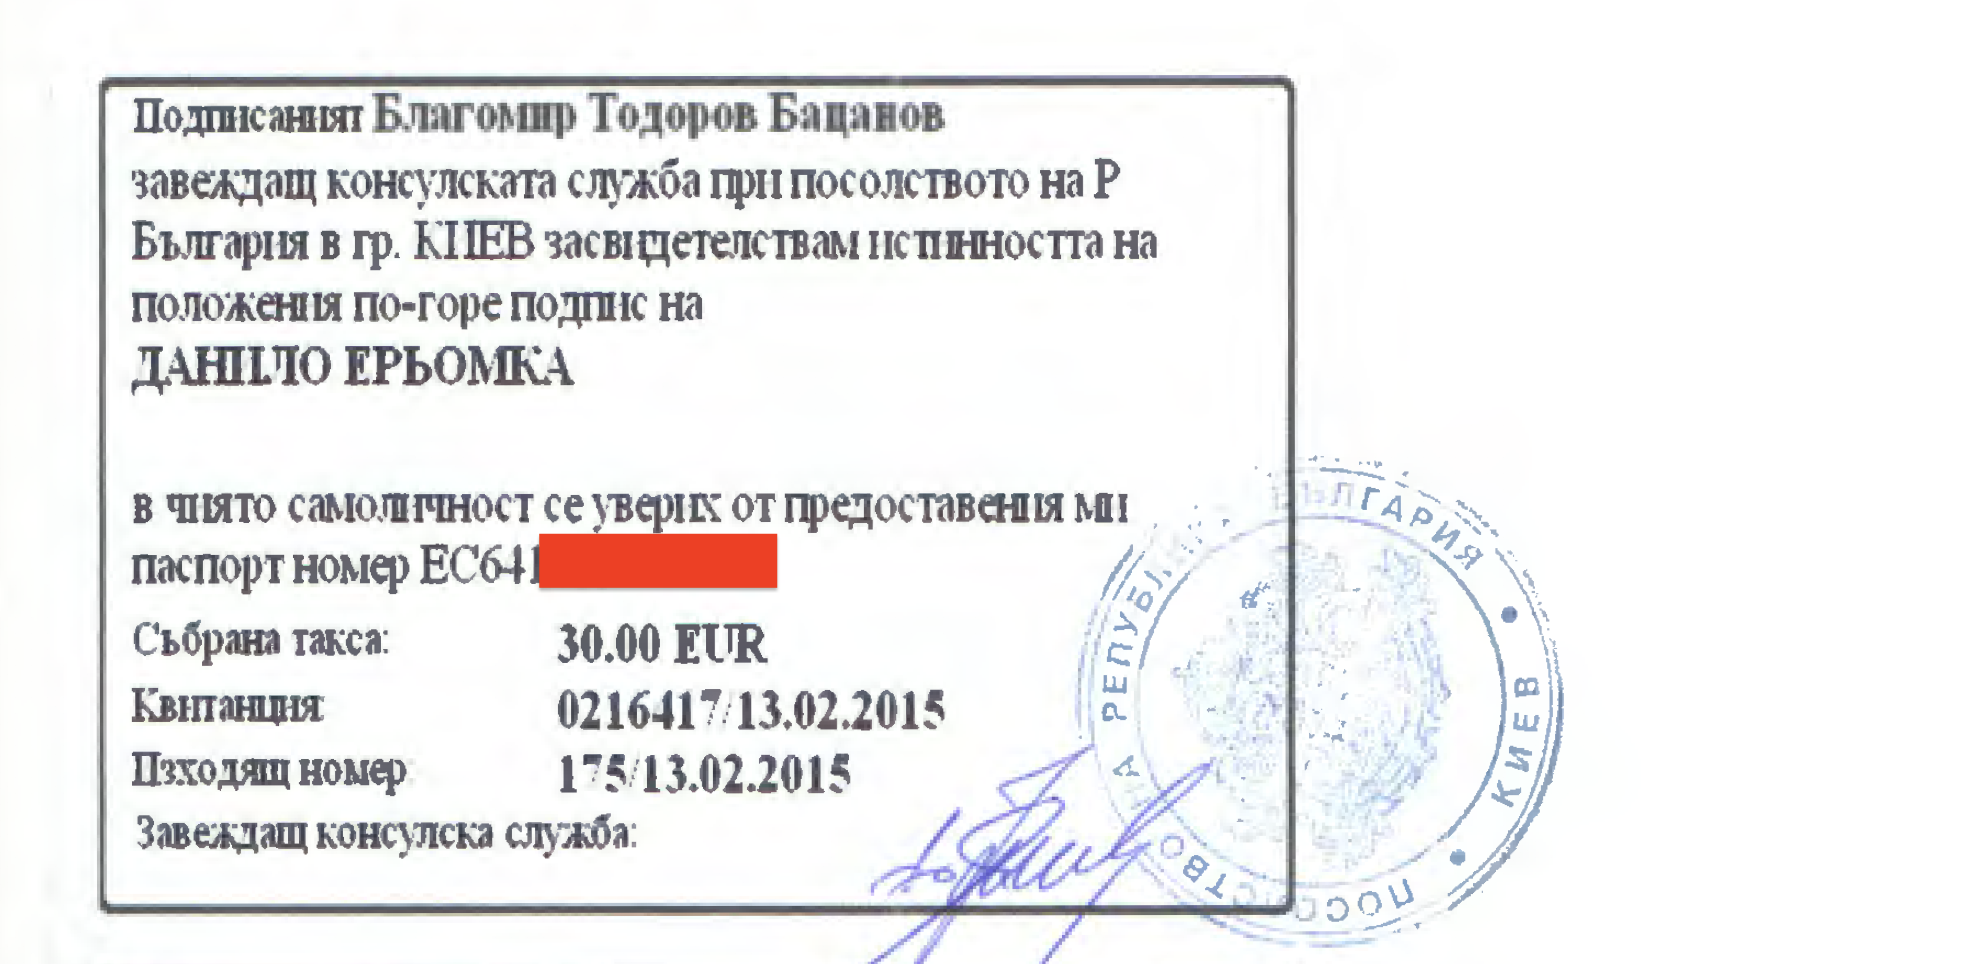 Подписаният Благомир Тодоров Бацанов
завеждащ консулската служба при посолството на Р
България в гр. КИЕВ засвидетелствам истинността на
положения по-горе подпис на
ДАНИЛО ЕРЬОМКА
в чиято самоличност се уверих от предоставения ми
паспорт номер ЕС641
Събрана такса: 30.00 EUR
Квитанция 0216417/13.02.2015
Изходящ номер 175/13.02.2015
Завеждащ консулска служба:
РЕПУБЛИКА БЪЛГАРИЯ • КИЕВ • ПОСОЛСТВО НА